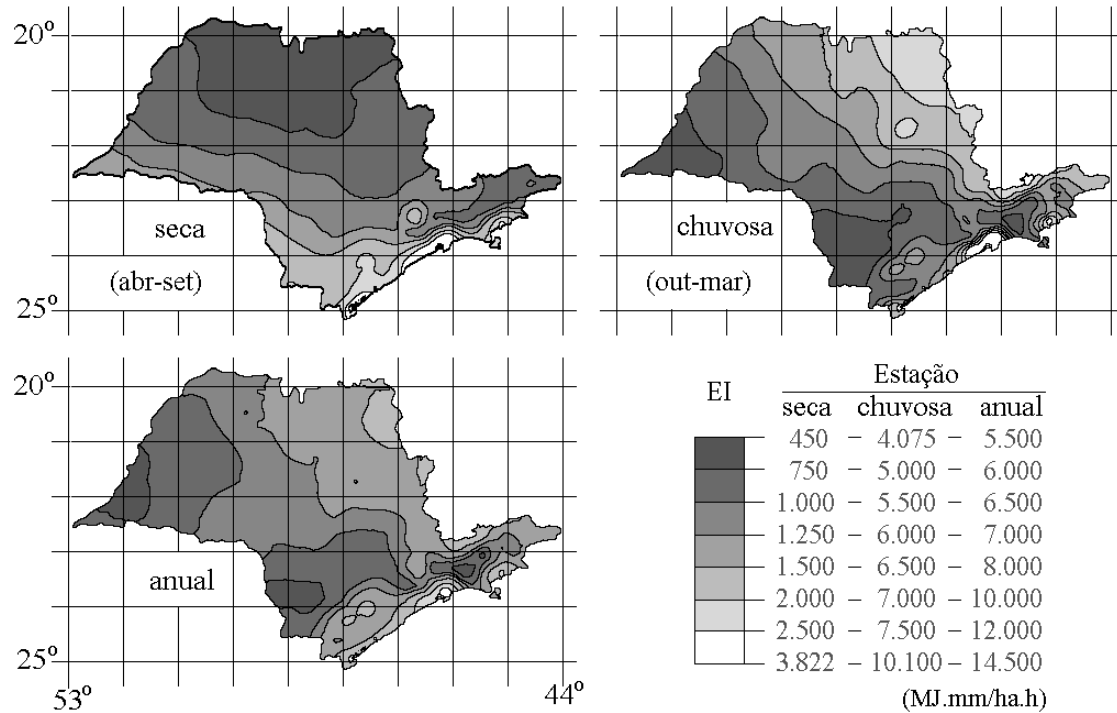 20º
seca
(abr-set)
25º
chuvosa
(out-mar)
20º
anual
25º
53º
44º
EI
Estação
seca chuvosa anual
450 – 4.075 – 5.500
750 – 5.000 – 6.000
1.000 – 5.500 – 6.500
1.250 – 6.000 – 7.000
1.500 – 6.500 – 8.000
2.000 – 7.000 – 10.000
2.500 – 7.500 – 12.000
3.822 – 10.100 – 14.500
(MJ.mm/ha.h)